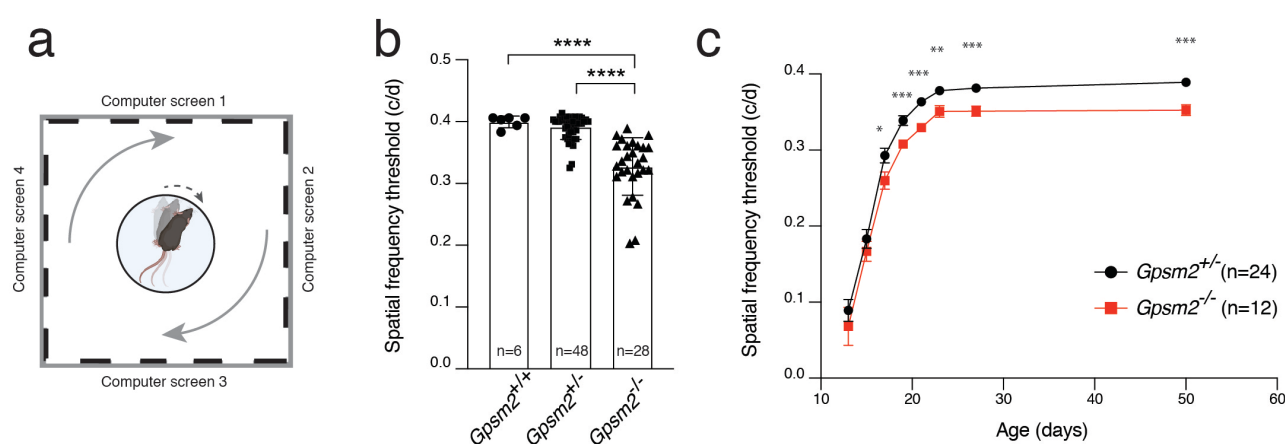 a
Computer screen 1
Computer screen 4
Computer screen 2
Computer screen 3
b
****
****
Spatial frequency threshold (c/d)
0.5
0.4
0.3
0.2
0.1
0.0
n=6
n=48
n=28
Gpsm2+/+
Gpsm2+/-
Gpsm2-/-
c
*
***
***
**
***
***
Spatial frequency threshold (c/d)
0.4
0.3
0.2
0.1
0.0
10
20
30
40
50
60
Age (days)
Gpsm2+/- (n=24)
Gpsm2-/- (n=12)